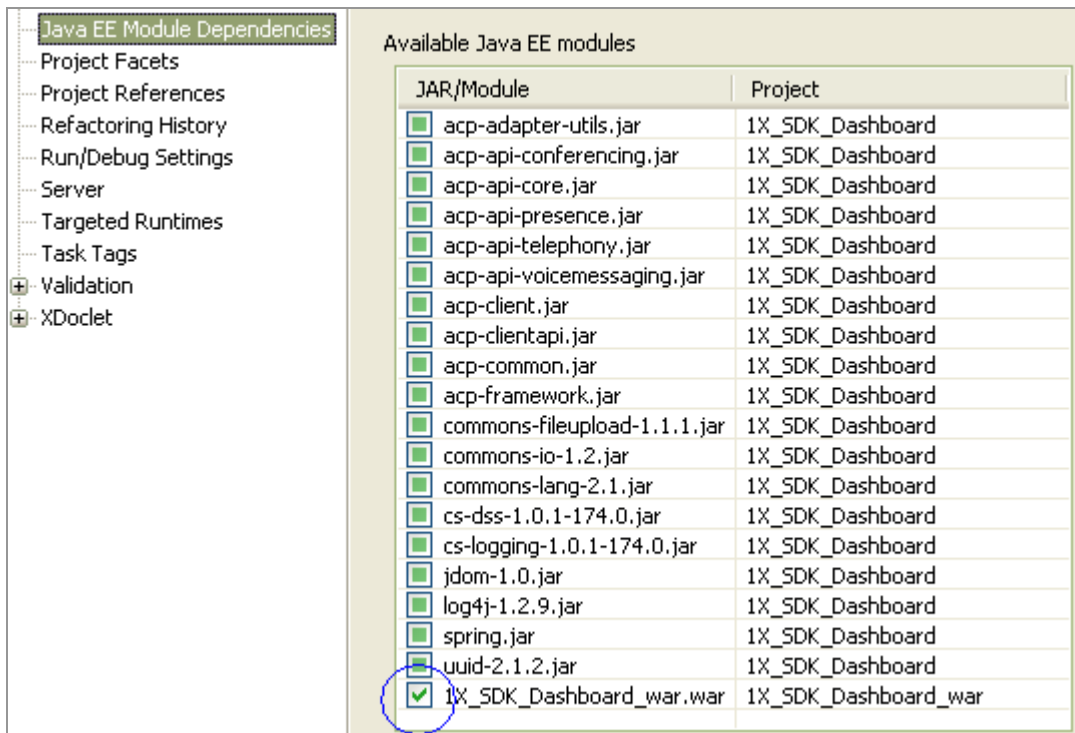 Java EE Module Dependencies
Project Facets
Project References
Refactoring History
Run/Debug Settings
Server
Targeted Runtimes
Task Tags
Validation
XDoclet
Available Java EE modules
JAR/Module Project
acp-adapter-utils.jar 1X_SDK_Dashboard
acp-api-conferencing.jar 1X_SDK_Dashboard
acp-api-core.jar 1X_SDK_Dashboard
acp-api-presence.jar 1X_SDK_Dashboard
acp-api-telephony.jar 1X_SDK_Dashboard
acp-api-voicemessaging.jar 1X_SDK_Dashboard
acp-client.jar 1X_SDK_Dashboard
acp-clientapi.jar 1X_SDK_Dashboard
acp-common.jar 1X_SDK_Dashboard
acp-framework.jar 1X_SDK_Dashboard
commons-fileupload-1.1.1.jar 1X_SDK_Dashboard
commons-io-1.2.jar 1X_SDK_Dashboard
commons-lang-2.1.jar 1X_SDK_Dashboard
cs-dss-1.0.1-174.0.jar 1X_SDK_Dashboard
cs-logging-1.0.1-174.0.jar 1X_SDK_Dashboard
jdom-1.0.jar 1X_SDK_Dashboard
log4j-1.2.9.jar 1X_SDK_Dashboard
spring.jar 1X_SDK_Dashboard
uuid-2.1.2.jar 1X_SDK_Dashboard
1X_SDK_Dashboard_war.war 1X_SDK_Dashboard_war